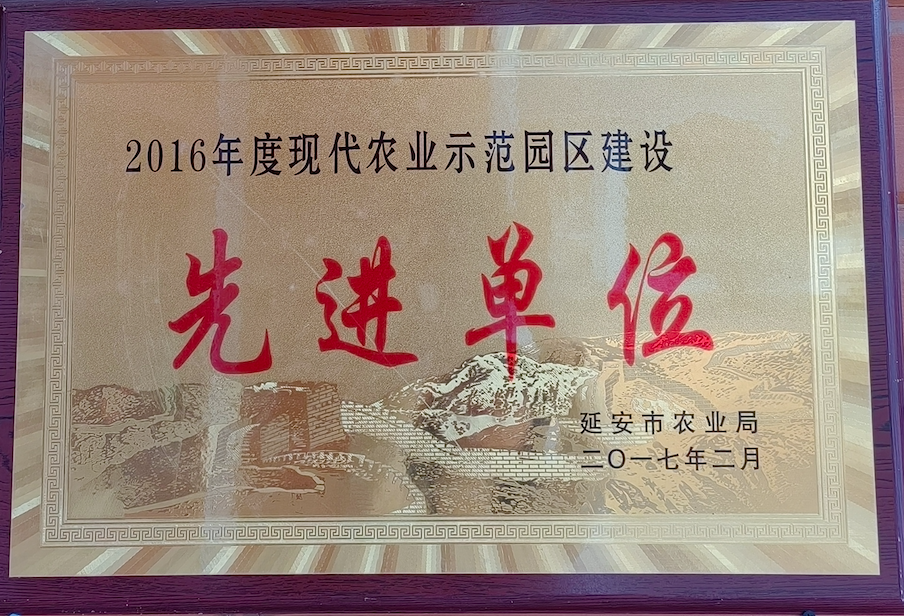 2016年度现代农业示范园区建设
先进单位
延安市农业局
二〇一七年二月